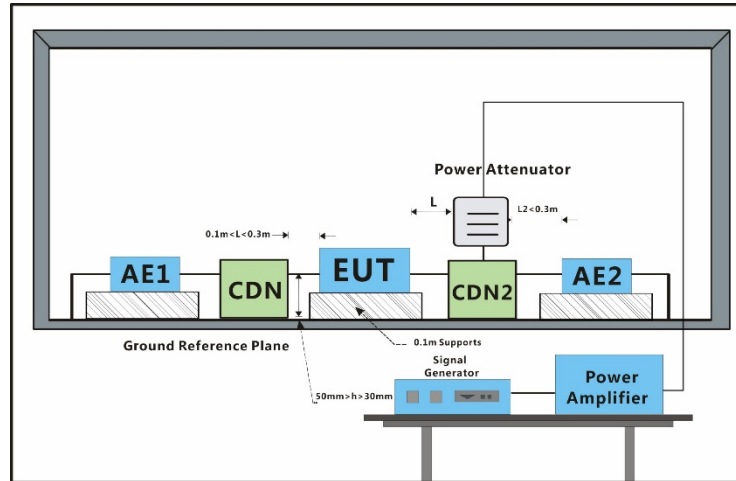 Power Attenuator
L
L2<0.3m
0.1m<L<0.3m
AE1
CDN
EUT
CDN2
AE2
Ground Reference Plane
0.1m Supports
50mm>h>30mm
Signal
Generator
Power
Amplifier